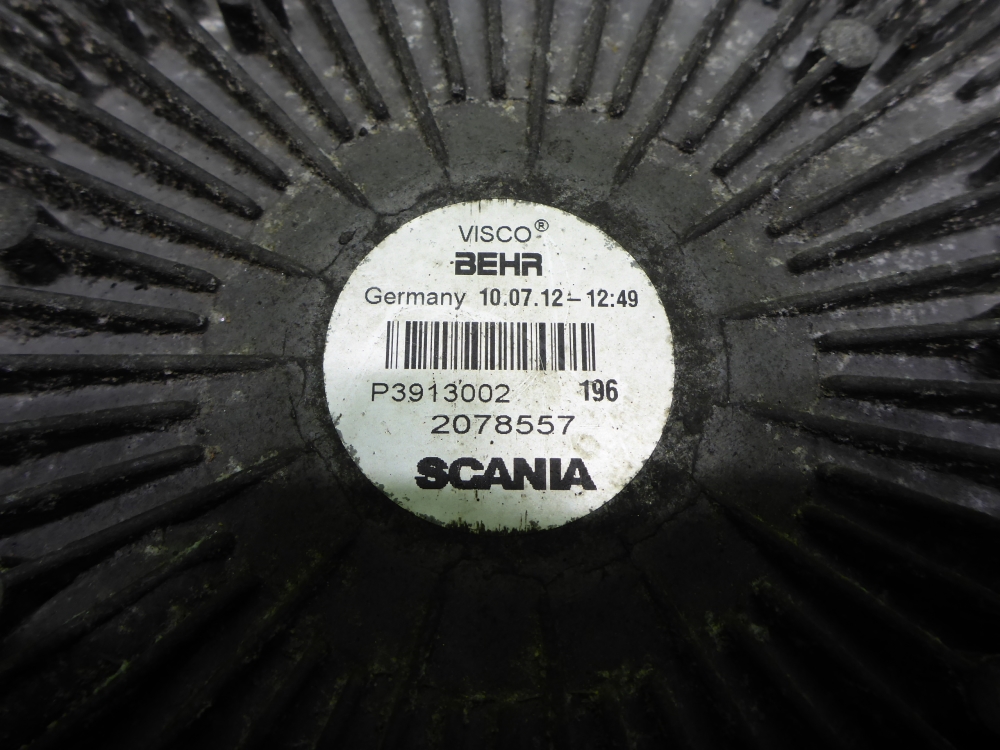 VISCO®
BEHR
Germany 10.07.12 – 12:49
P3913002 196
2078557
SCANIA